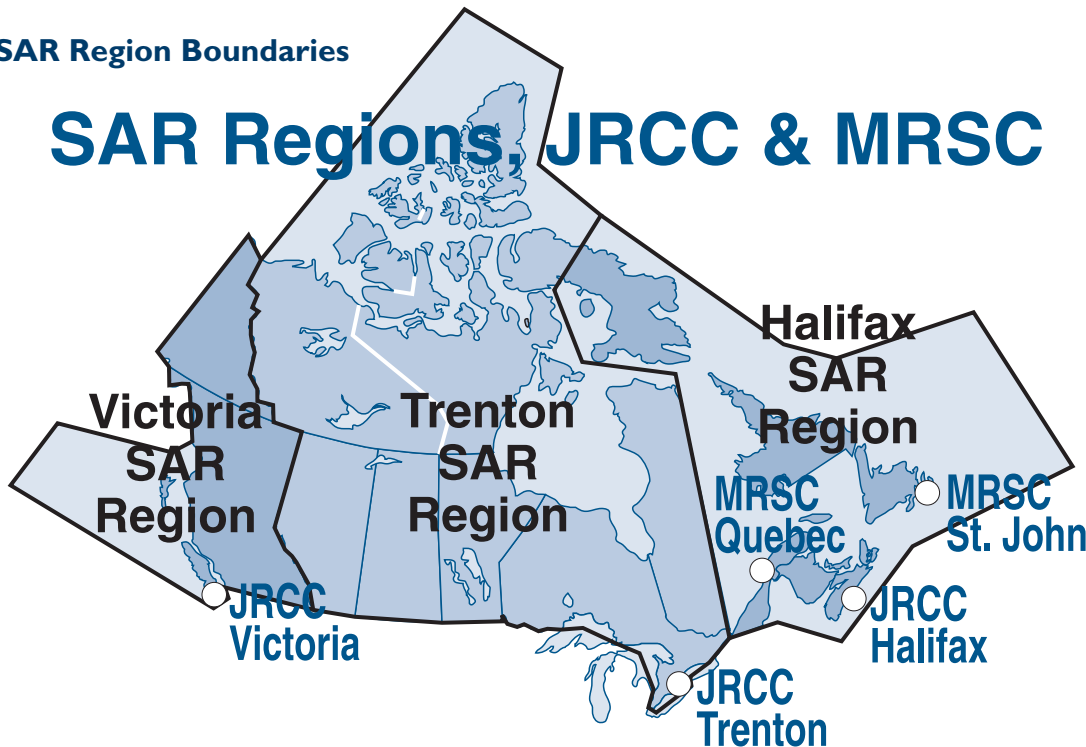 SAR Region Boundaries
SAR Regions, JRCC & MRSC
Halifax
SAR
Region
Victoria
SAR
Region
Trenton
SAR
Region
MRSC
Quebec
MRSC
St. John
JRCC
Victoria
JRCC
Halifax
JRCC
Trenton